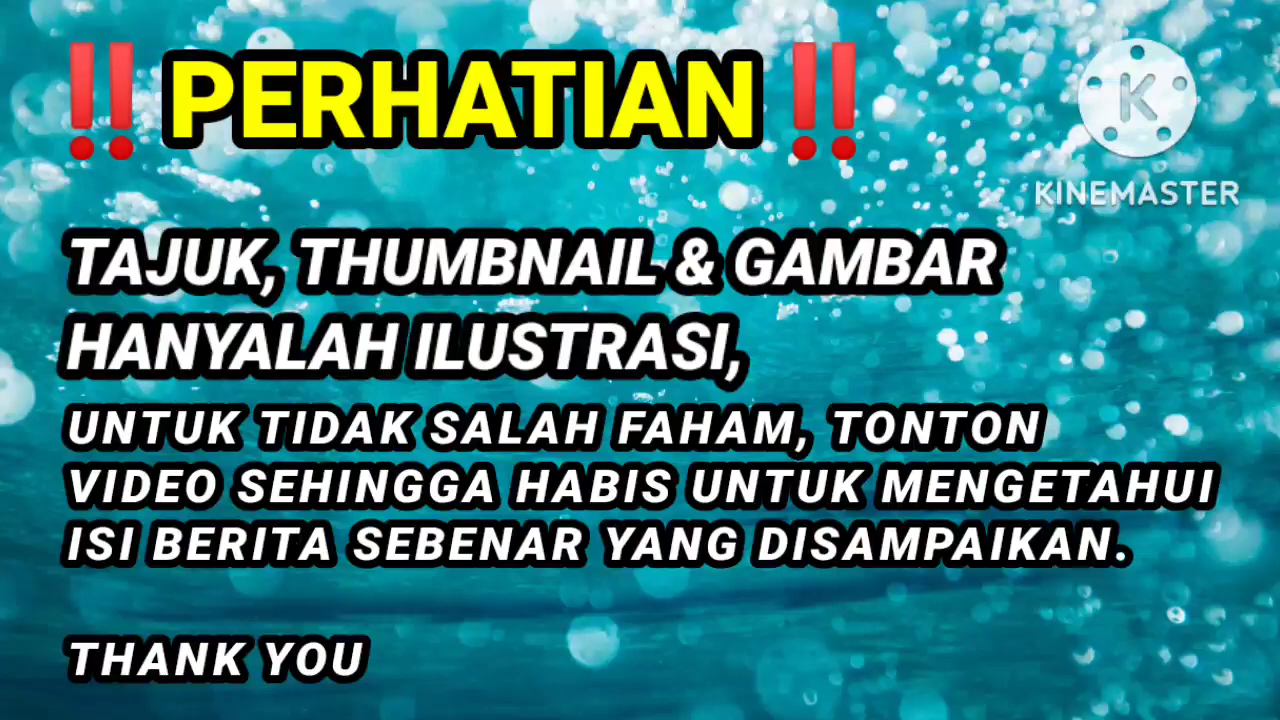 ‼️PERHATIAN‼️
K
KINEMASTER
TAJUK, THUMBNAIL & GAMBAR
HANYALAH ILUSTRASI,
UNTUK TIDAK SALAH FAHAM, TONTON
VIDEO SEHINGGA HABIS UNTUK MENGETAHUI
ISI BERITA SEBENAR YANG DISAMPAIKAN.
THANK YOU